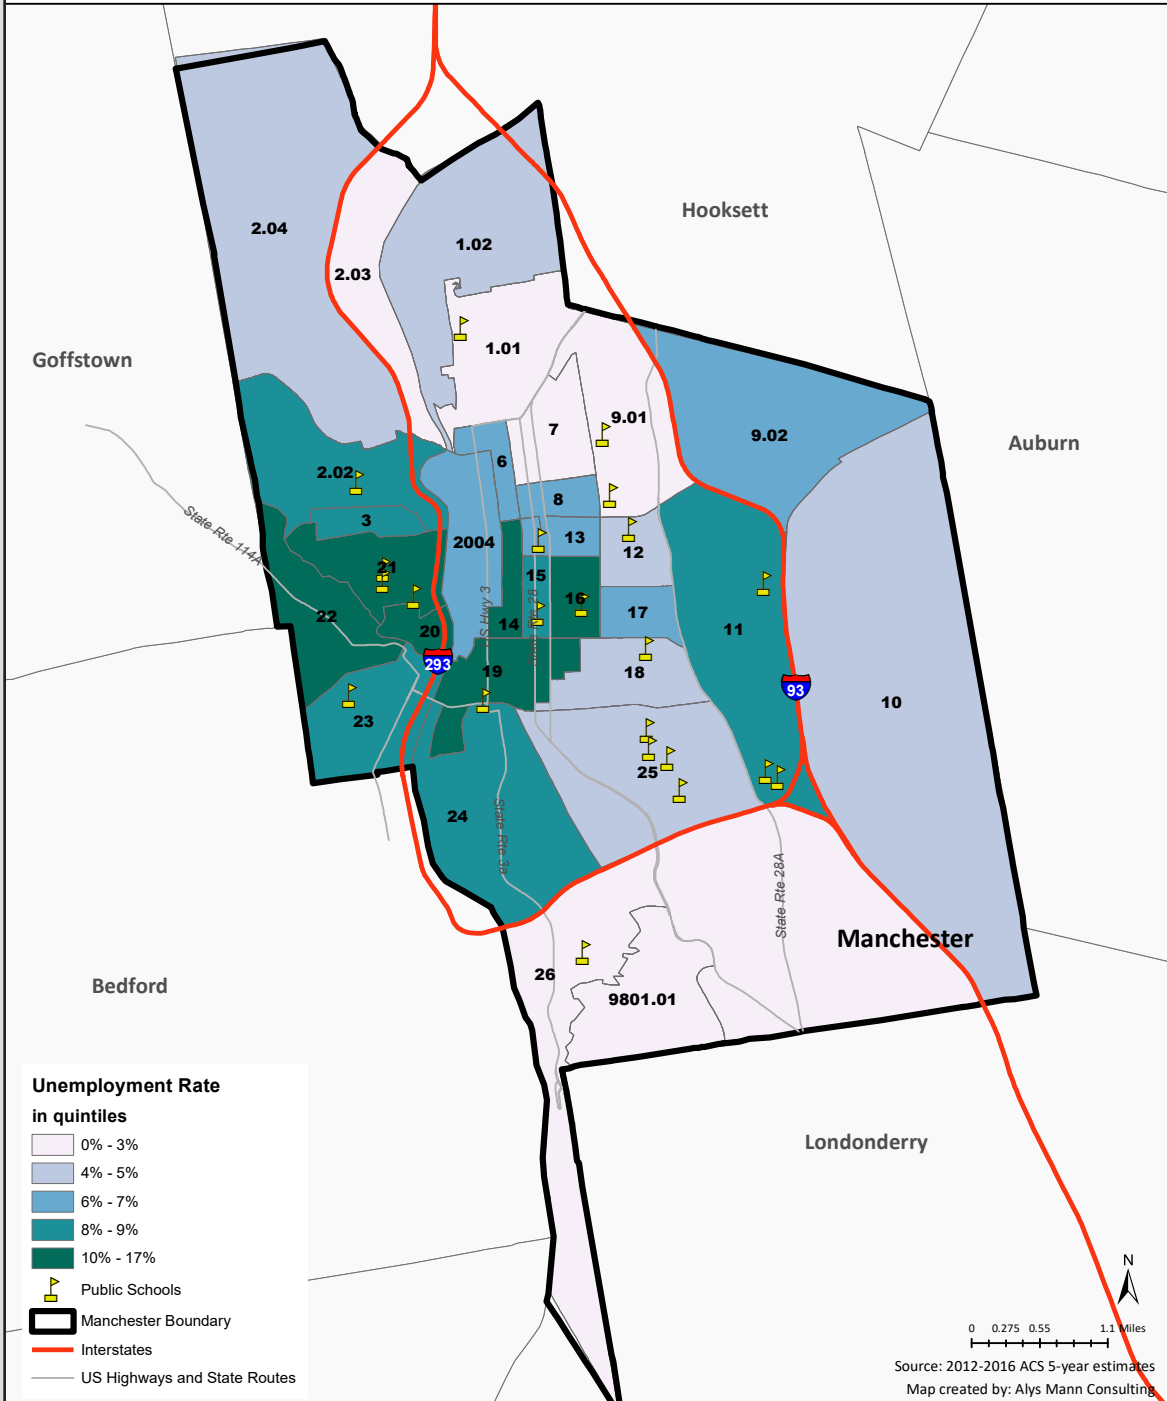 Hooksett
2.04
1.02
2.03
Goffstown
1.01
7
9.01
9.02
Auburn
6
2.02
8
State Rte 114A
3
2004
13
12
21
15
16
17
22
20
14
11
US Hwy 3
State Rte 28
293
19
18
93
10
23
25
24
State Rte 3a
State Rte 28A
Manchester
26
9801.01
Bedford
Londonderry
Unemployment Rate
in quintiles
0% - 3%
4% - 5%
6% - 7%
8% - 9%
10% - 17%
Public Schools
Manchester Boundary
Interstates
US Highways and State Routes
N
0 0.275 0.55 1.1 Miles
Source: 2012-2016 ACS 5-year estimates
Map created by: Alys Mann Consulting